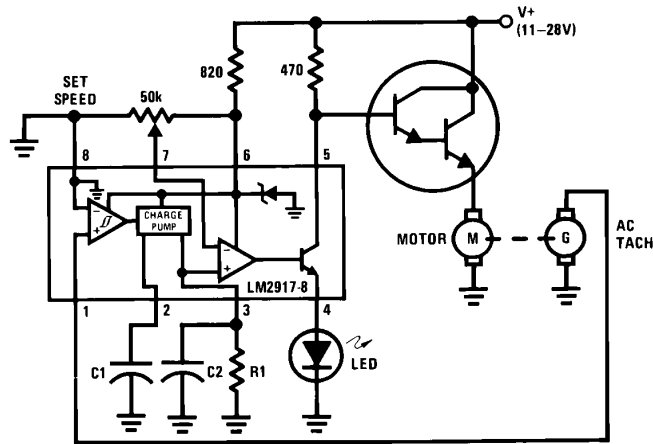 V+
(11–28V)
820
470
SET
SPEED
50k
8
7
6
5
CHARGE
PUMP
−
+
−
+
LM2917-8
1
2
3
4
MOTOR
M
G
AC
TACH
C1
C2
R1
LED